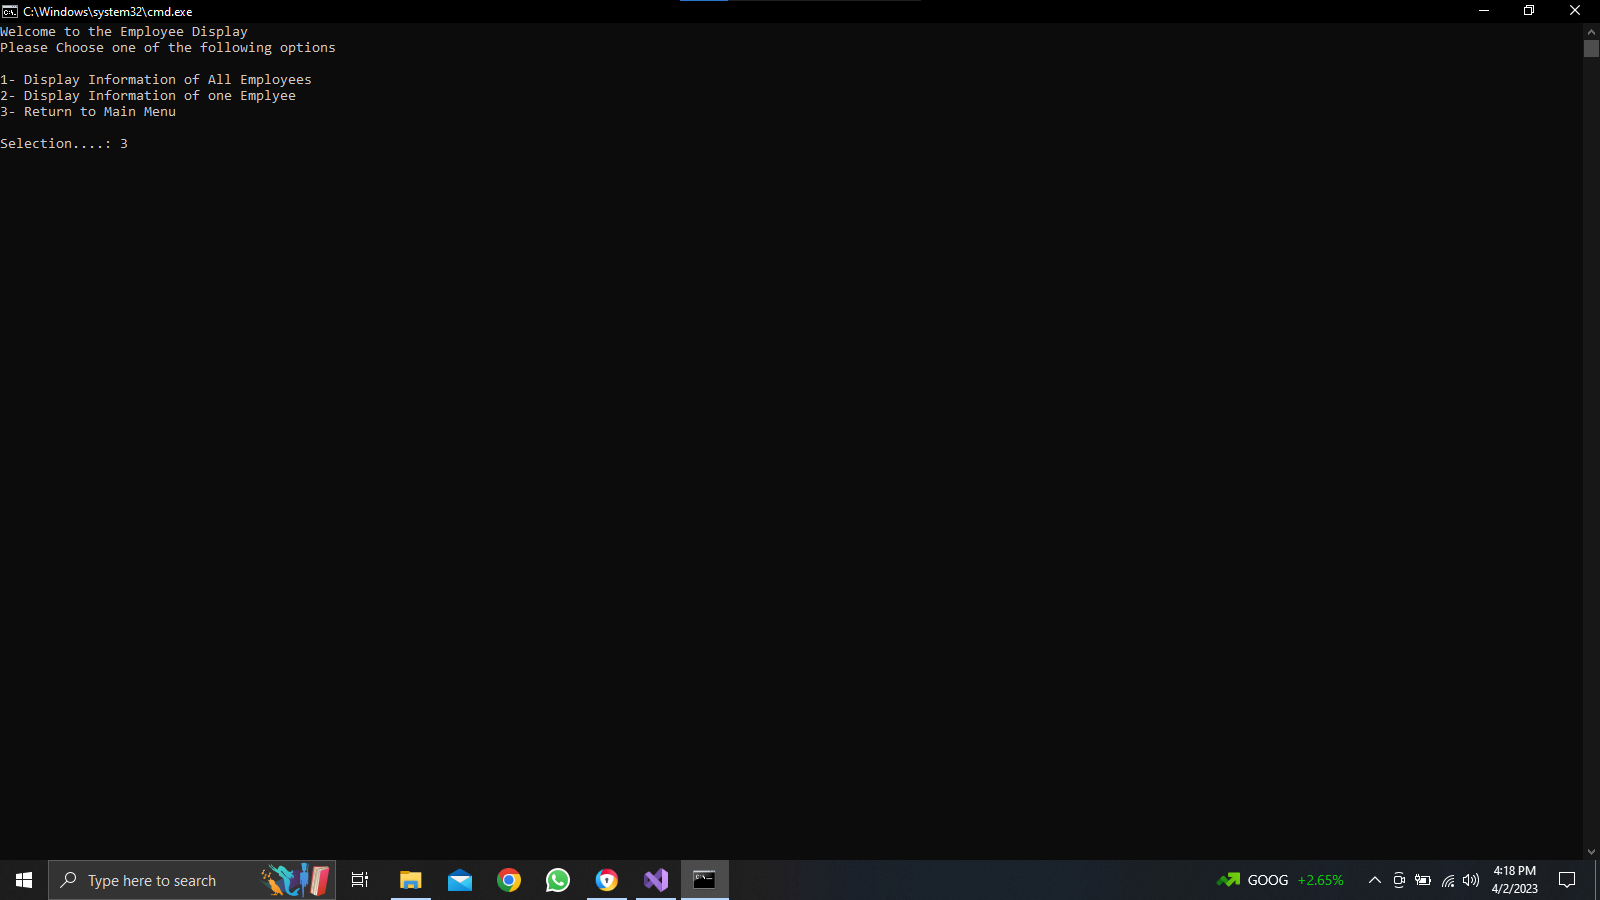 C:\Windows\system32\cmd.exe
Welcome to the Employee Display
Please Choose one of the following options
1- Display Information of All Employees
2- Display Information of one Emplyee
3- Return to Main Menu
Selection....: 3
Type here to search
GOOG +2.65%
4:18 PM
4/2/2023